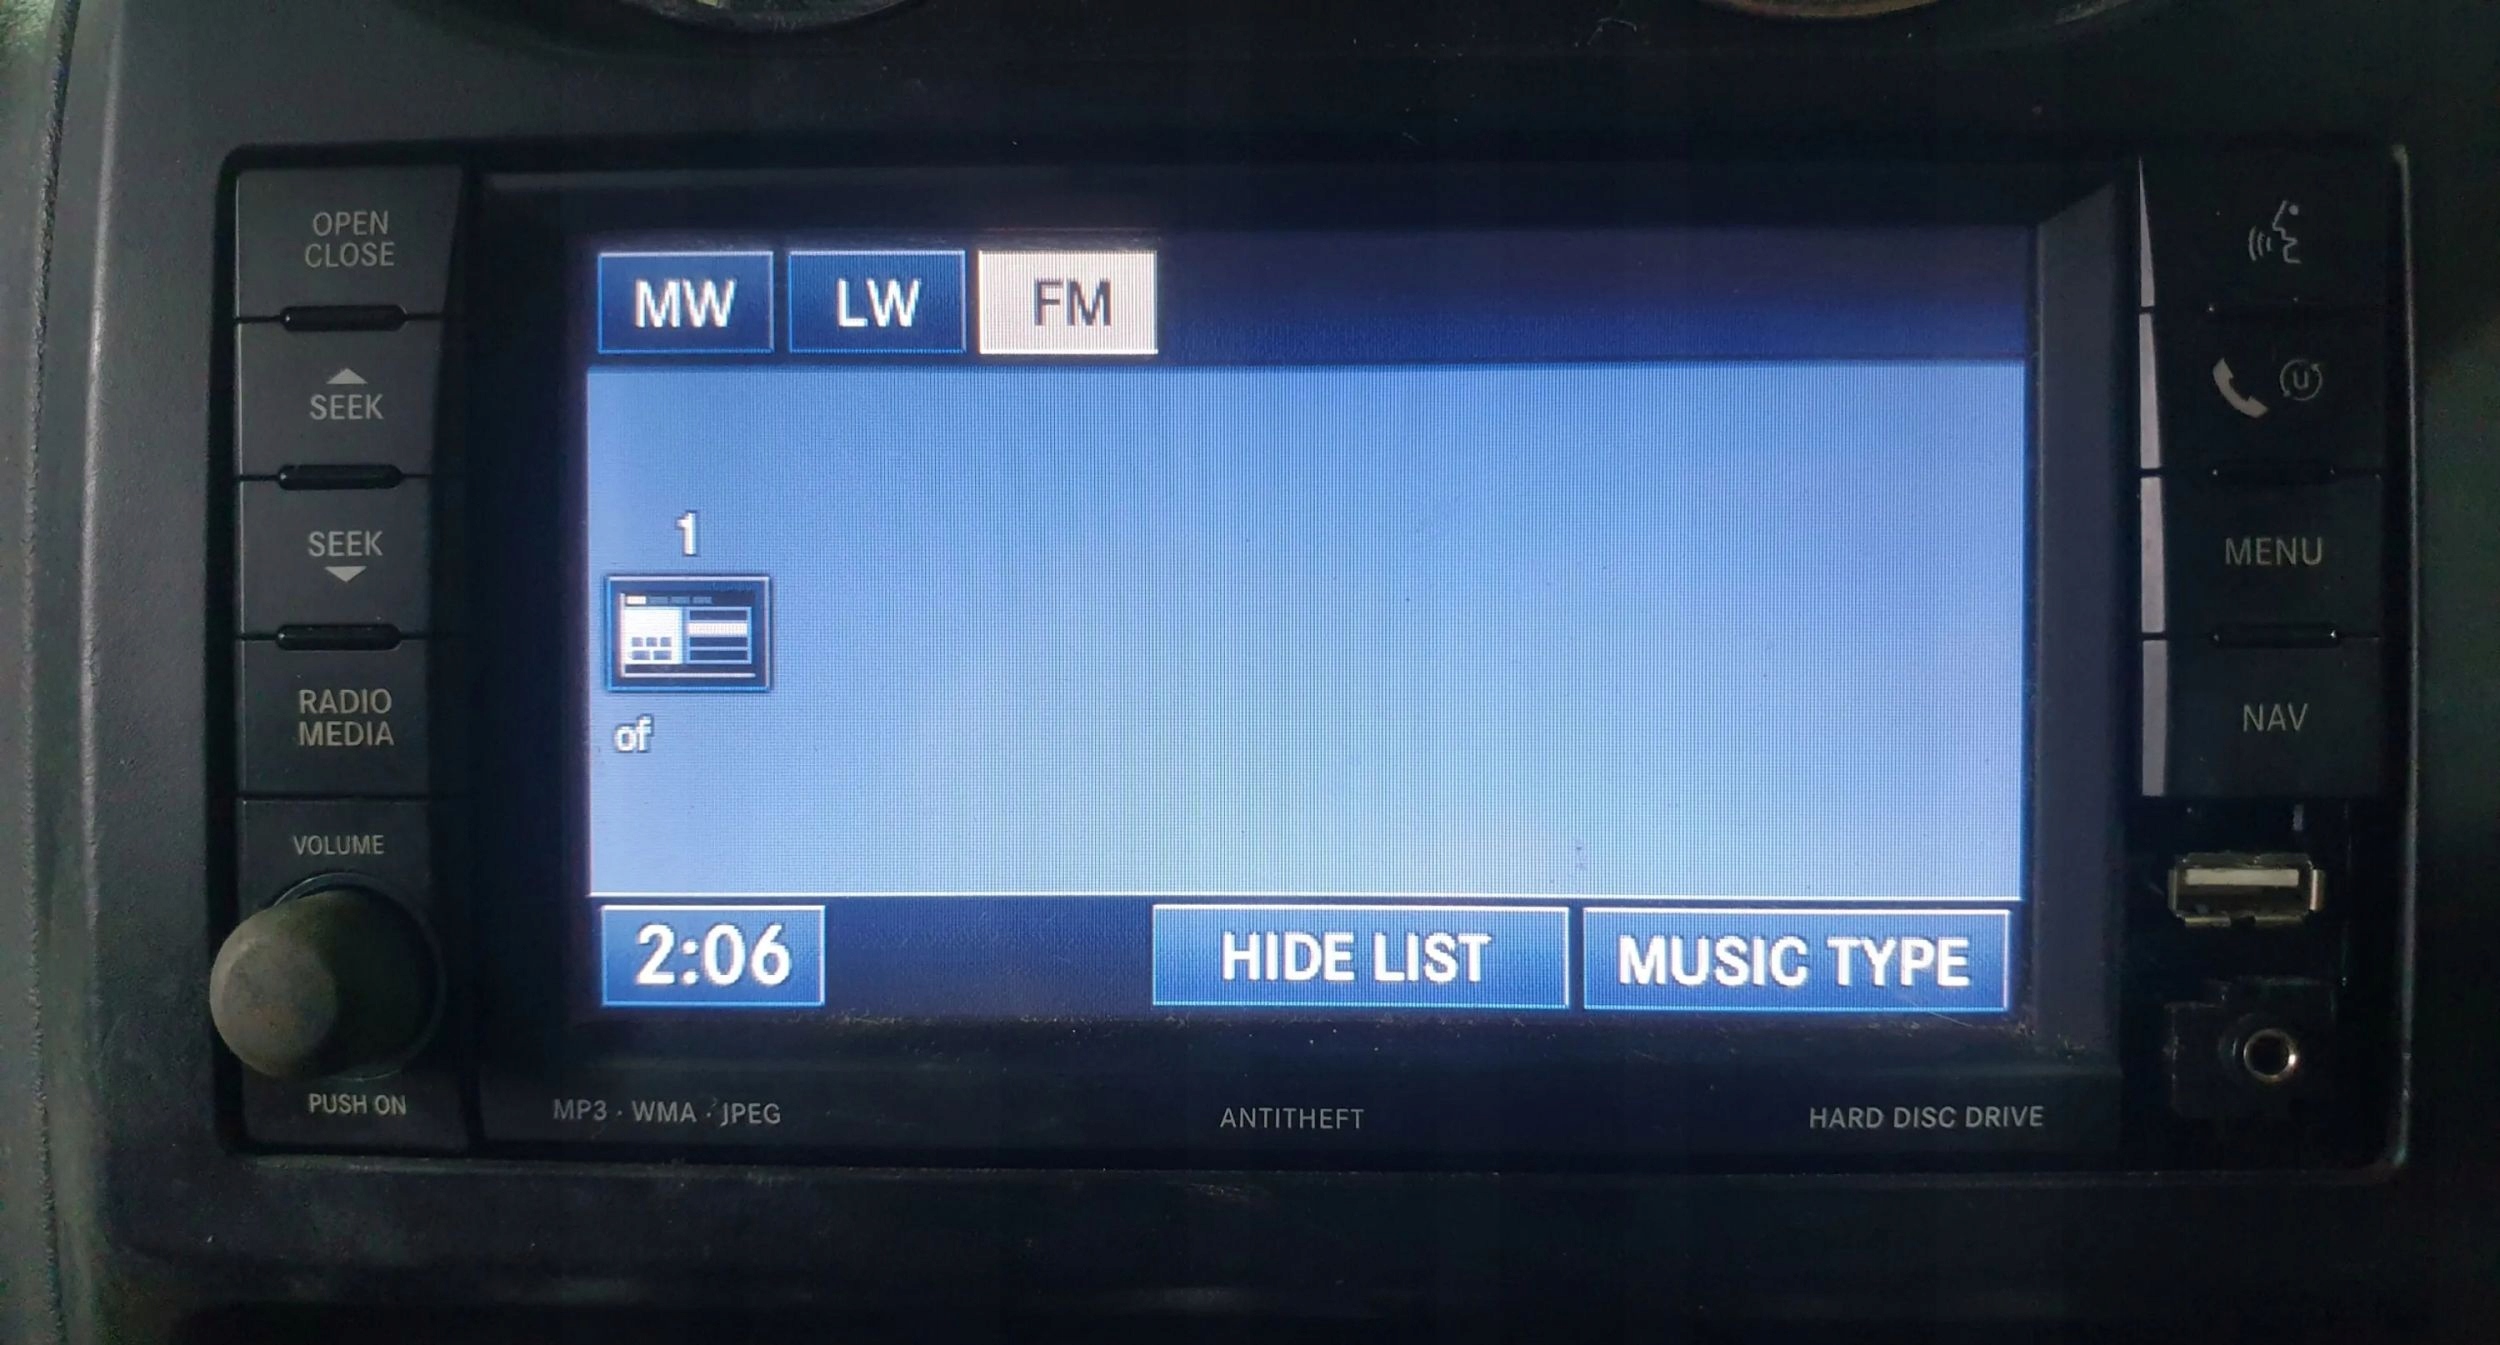 OPEN
CLOSE
SEEK
SEEK
RADIO
MEDIA
VOLUME
PUSH ON
MW LW FM
1
of
2:06 HIDE LIST MUSIC TYPE
MP3 · WMA · JPEG ANTITHEFT HARD DISC DRIVE
U
MENU
NAV